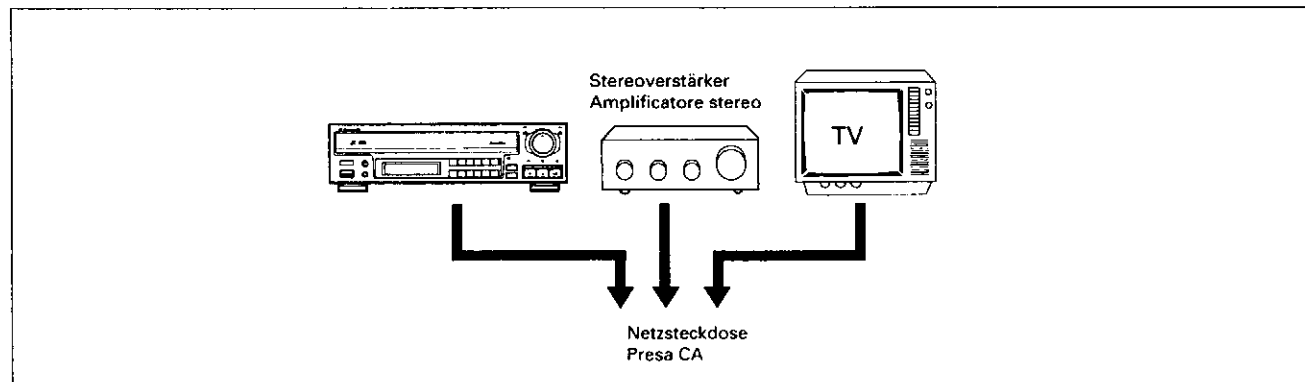 Stereoverstärker
Amplificatore stereo
TV
Netzsteckdose
Presa CA